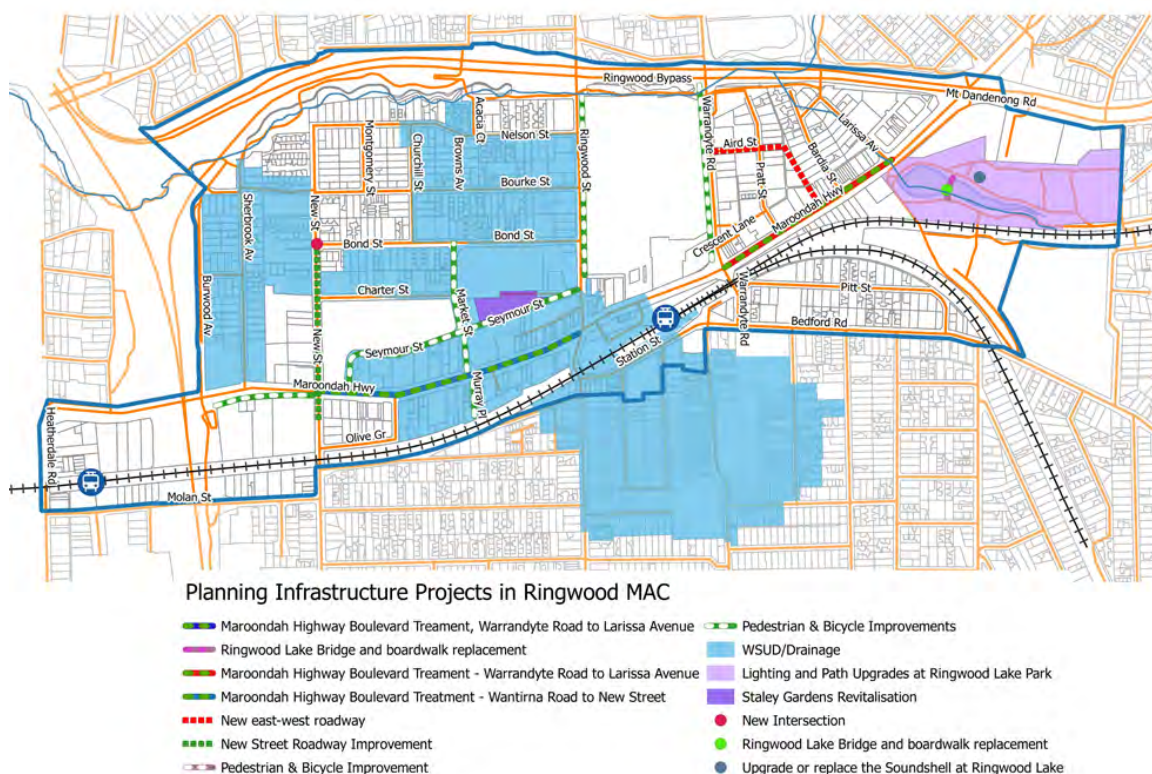 Ringwood Bypass
Mt Dandenong Rd
Acacia Ct
Nelson St
Montgomery St
Churchill St
Browns Av
Ringwood St
Warrandyte Rd
Aird St
Pratt St
Bardia St
Larissa Av
Bourke St
Sherbrook Av
New St
Bond St
Bond St
Crescent Lane
Maroondah Hwy
Burwood Av
Charter St
Market St
Seymour St
Warrandyte Rd
Pitt St
Bedford Rd
New St
Seymour St
Station St
Maroondah Hwy
Murray Pl
Olive Gr
Heatherdale Rd
Molan St
Planning Infrastructure Projects in Ringwood MAC
Maroondah Highway Boulevard Treament, Warrandyte Road to Larissa Avenue
Ringwood Lake Bridge and boardwalk replacement
Maroondah Highway Boulevard Treament - Warrandyte Road to Larissa Avenue
Maroondah Highway Boulevard Treatment - Wantirna Road to New Street
New east-west roadway
New Street Roadway Improvement
Pedestrian & Bicycle Improvement
Pedestrian & Bicycle Improvements
WSUD/Drainage
Lighting and Path Upgrades at Ringwood Lake Park
Staley Gardens Revitalisation
New Intersection
Ringwood Lake Bridge and boardwalk replacement
Upgrade or replace the Soundshell at Ringwood Lake